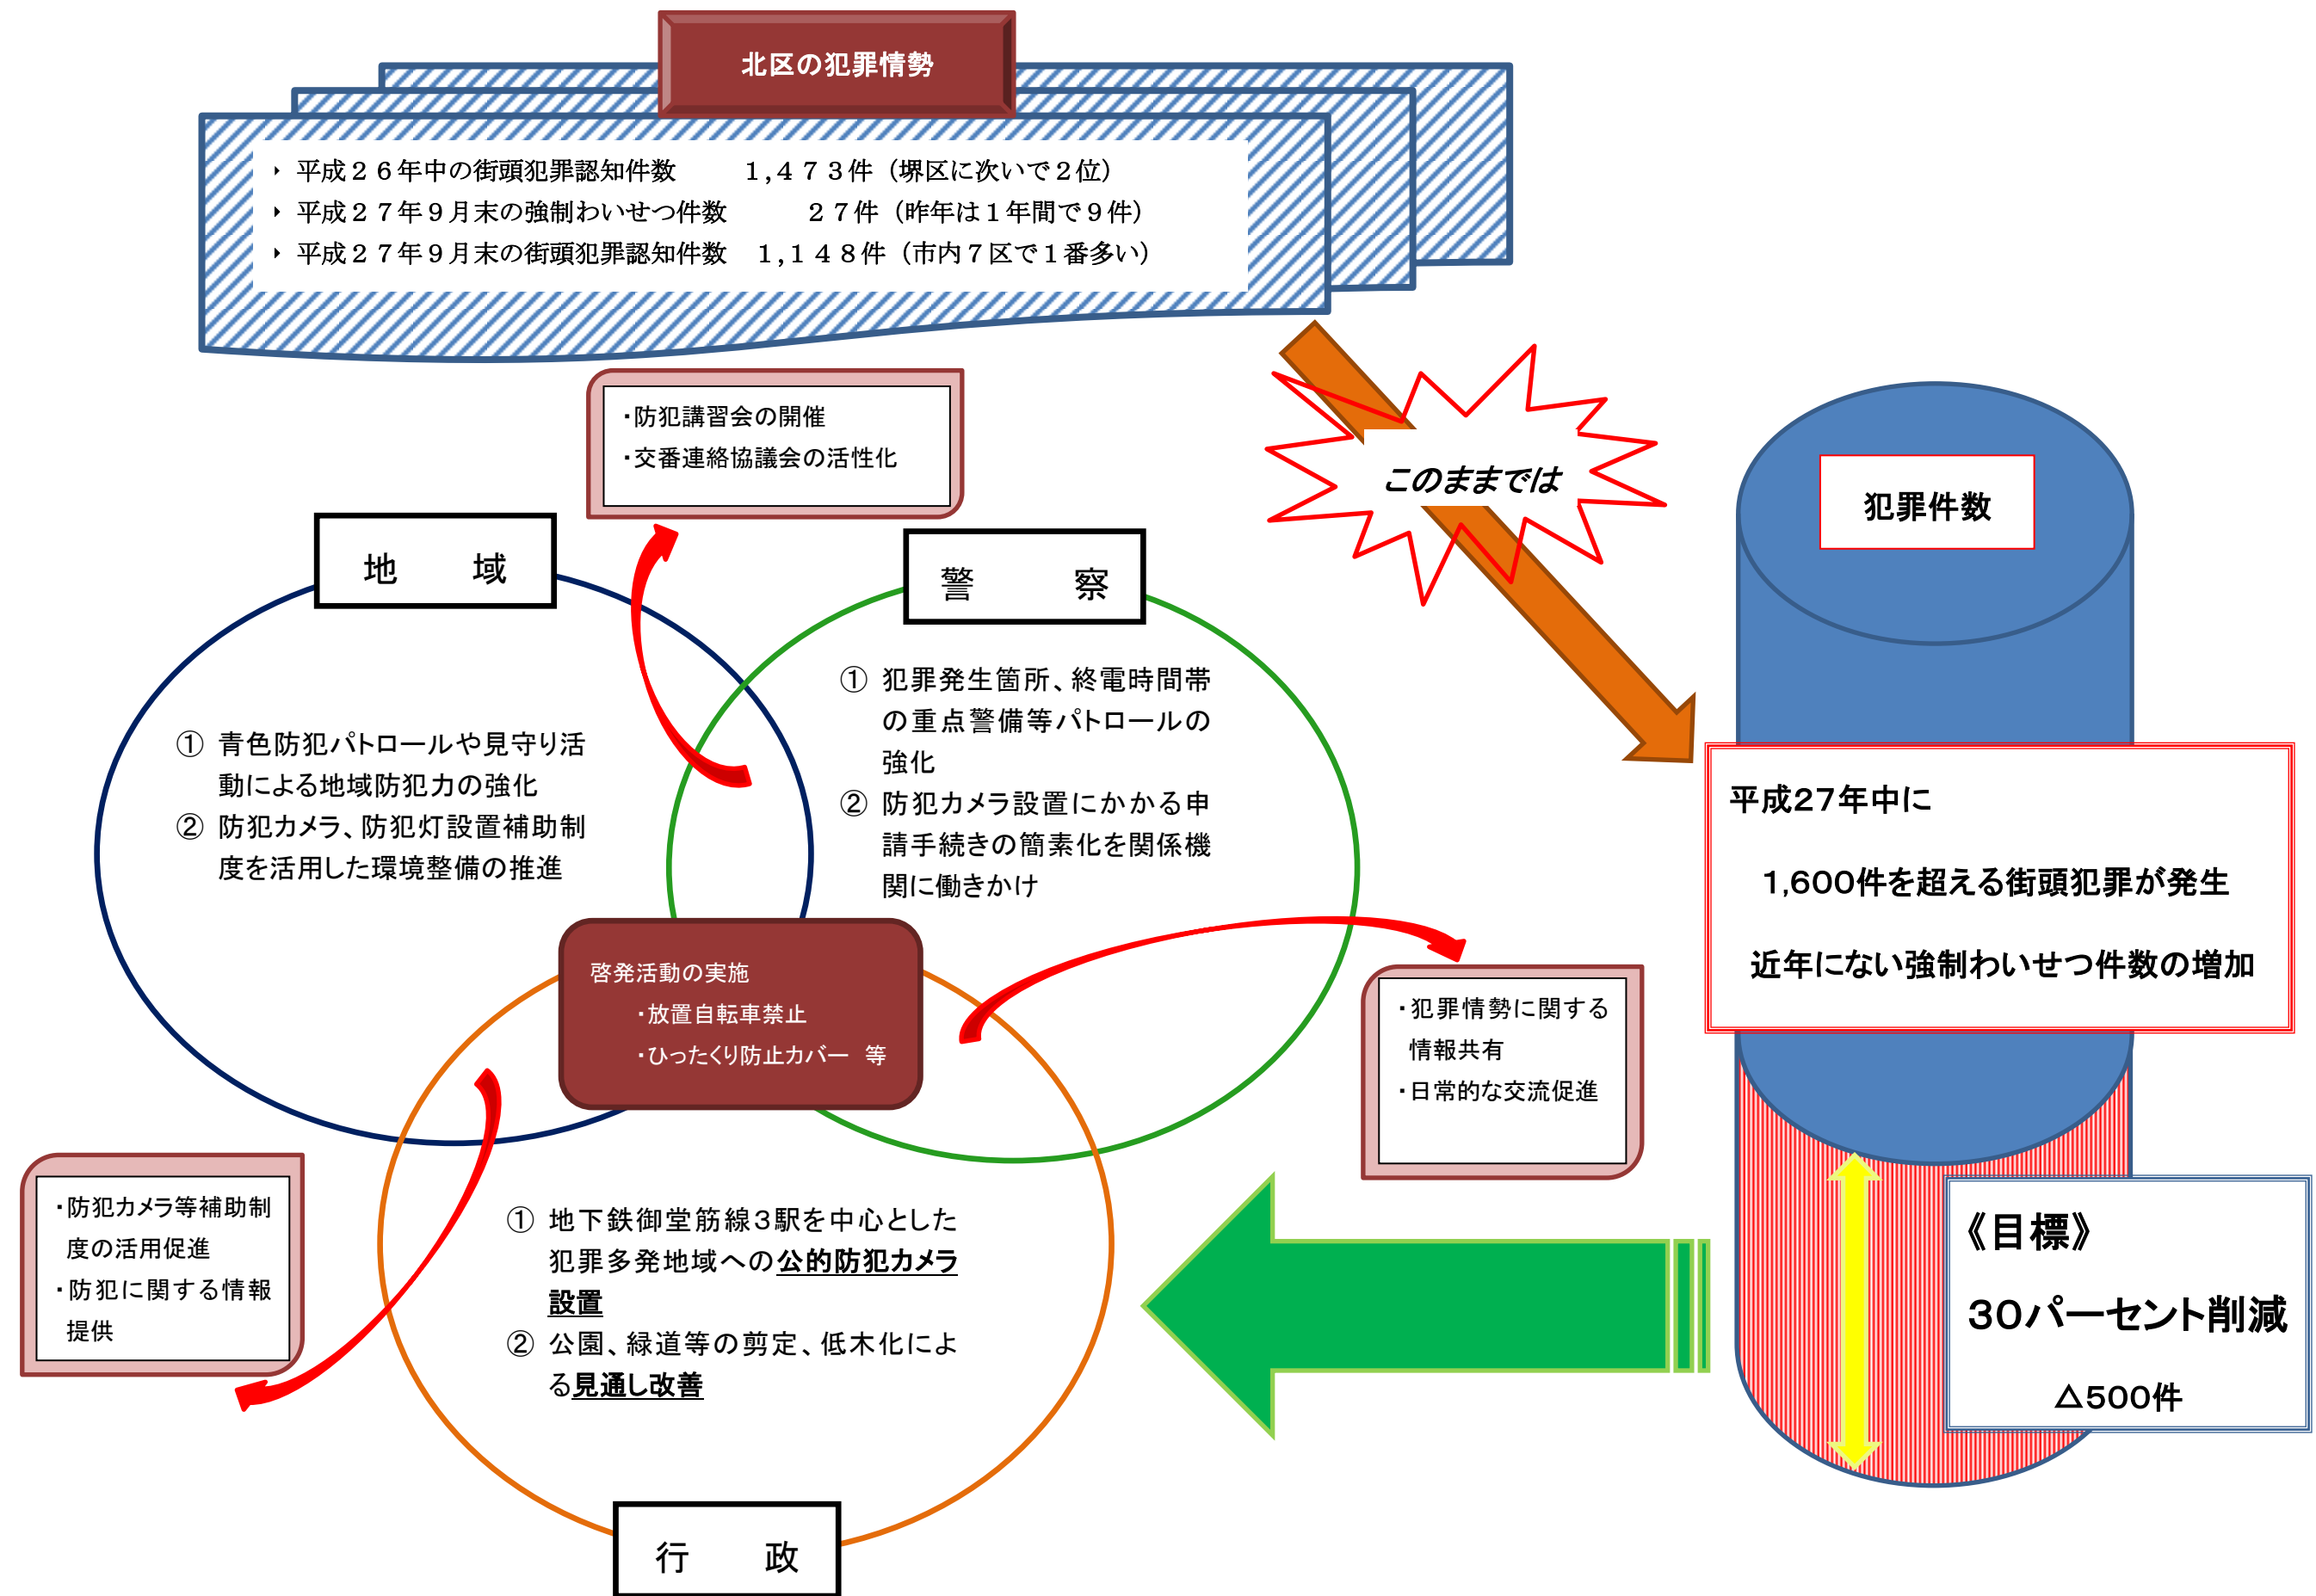 北区の犯罪情勢
‣ 平成２６年中の街頭犯罪認知件数　　１,４７３件（堺区に次いで２位）
‣ 平成２７年９月末の強制わいせつ件数　　　２７件（昨年は１年間で９件）
‣ 平成２７年９月末の街頭犯罪認知件数　１,１４８件（市内７区で１番多い）
・防犯講習会の開催
・交番連絡協議会の活性化
このままでは
犯罪件数
地　域
警　察
① 青色防犯パトロールや見守り活
動による地域防犯力の強化
② 防犯カメラ、防犯灯設置補助制
度を活用した環境整備の推進
① 犯罪発生箇所、終電時間帯
の重点警備等パトロールの
強化
② 防犯カメラ設置にかかる申
請手続きの簡素化を関係機
関に働きかけ
平成27年中に
1,600件を超える街頭犯罪が発生
近年にない強制わいせつ件数の増加
啓発活動の実施
・放置自転車禁止
・ひったくり防止カバー　等
・犯罪情勢に関する
情報共有
・日常的な交流促進
・防犯カメラ等補助制
度の活用促進
・防犯に関する情報
提供
① 地下鉄御堂筋線3駅を中心とした
犯罪多発地域への公的防犯カメラ
設置
② 公園、緑道等の剪定、低木化によ
る見通し改善
《目標》
30パーセント削減
△500件
行　政